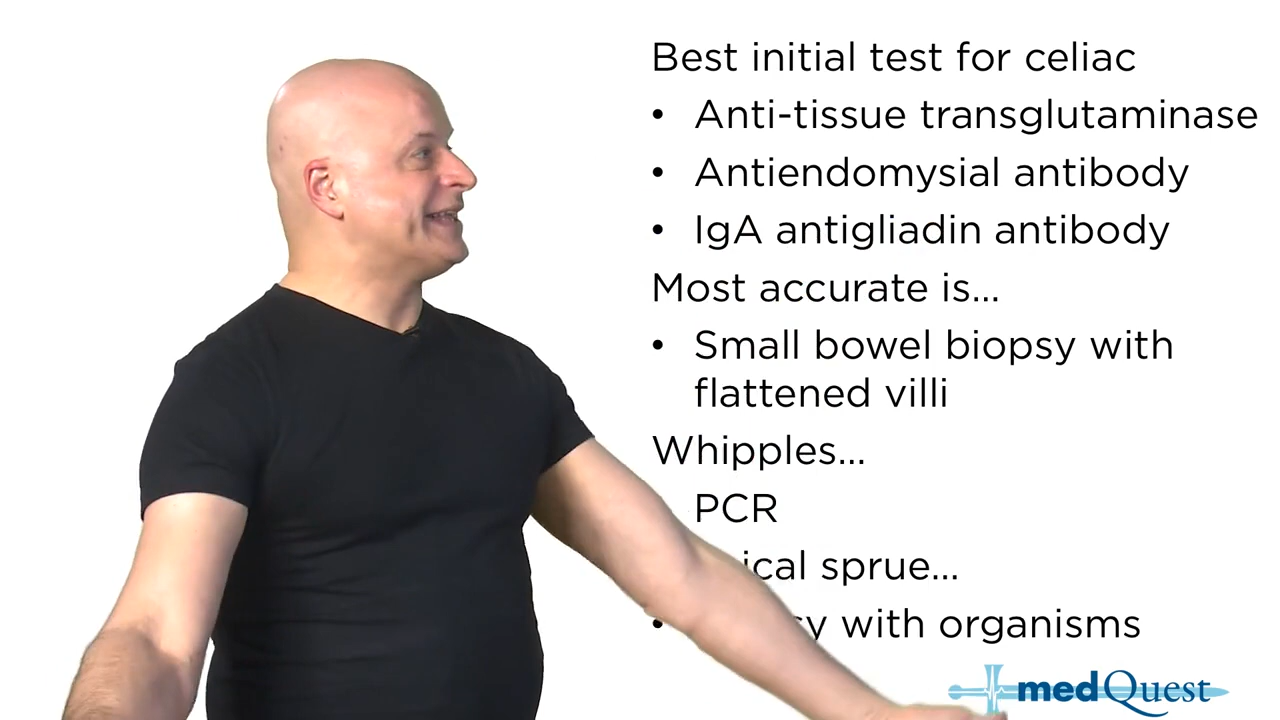 Best initial test for celiac
• Anti-tissue transglutaminase
• Antiendomysial antibody
• IgA antigliadin antibody
Most accurate is...
• Small bowel biopsy with
flattened villi
Whipples...
PCR
ical sprue...
• sy with organisms
medQuest